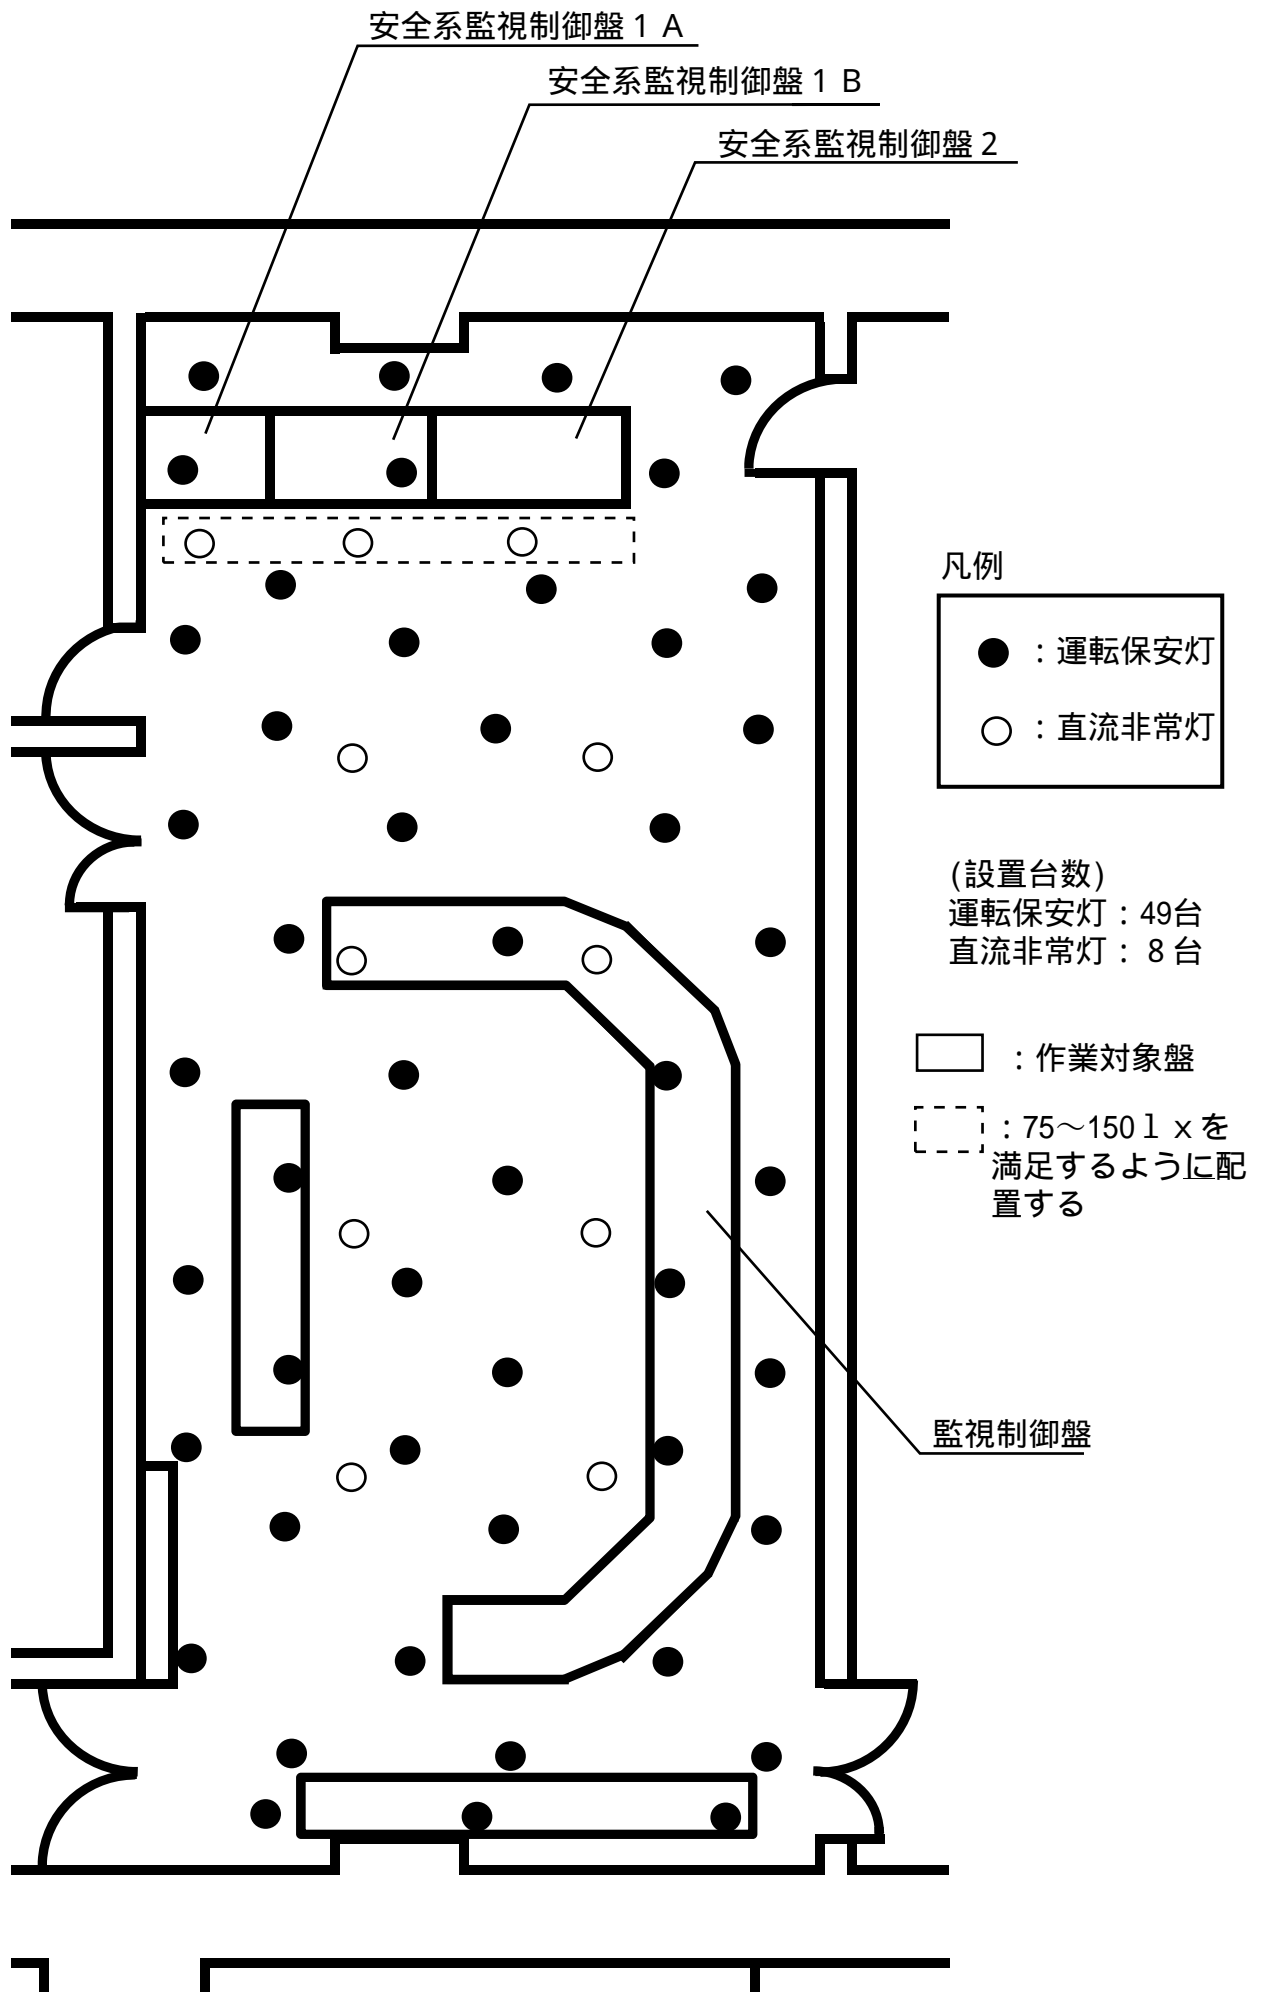 安全系監視制御盤1 A
安全系監視制御盤1 B
安全系監視制御盤2
凡例
：運転保安灯
：直流非常灯
(設置台数)
運転保安灯：49台
直流非常灯： 8台
：作業対象盤
：75～150ｌｘを
満足するように配
置する
監視制御盤